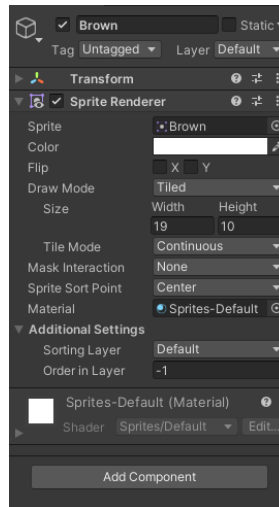 Brown Static
Tag Untagged Layer Default
Transform
Sprite Renderer
Sprite Brown
Color
Flip X Y
Draw Mode Tiled
Size Width Height
19 10
Tile Mode Continuous
Mask Interaction None
Sprite Sort Point Center
Material Sprites-Default
Additional Settings
Sorting Layer Default
Order in Layer -1
Sprites-Default (Material)
Shader Sprites/Default Edit...
Add Component